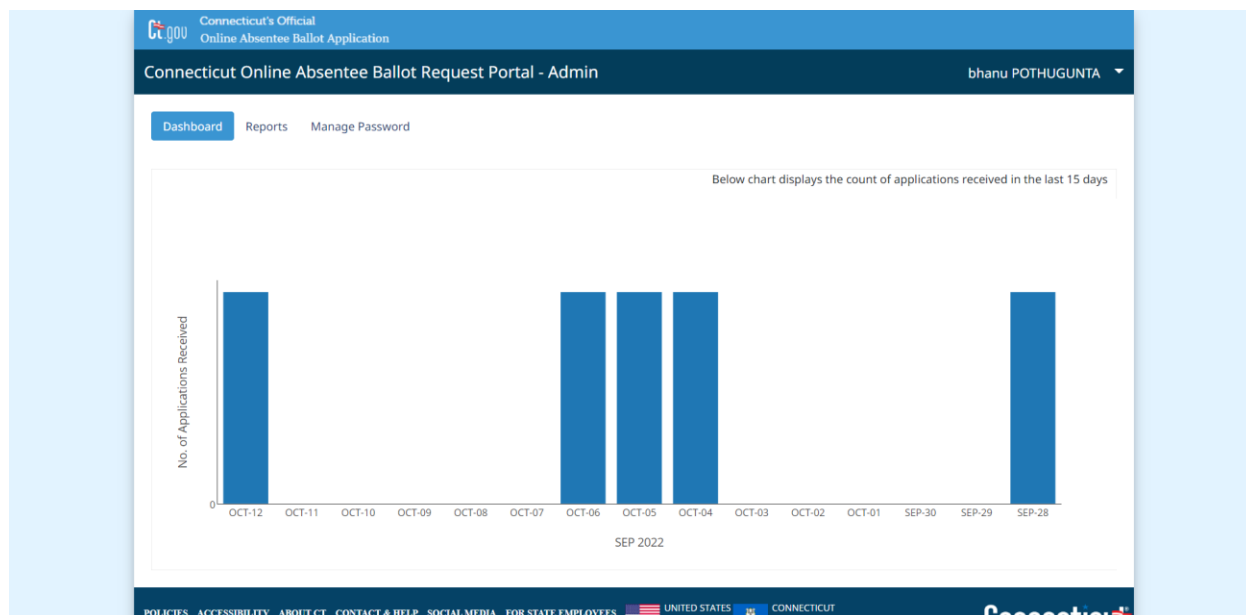 Ct.gov
Connecticut's Official
Online Absentee Ballot Application
Connecticut Online Absentee Ballot Request Portal - Admin
bhanu POTHUGUNTA
Dashboard Reports Manage Password
Below chart displays the count of applications received in the last 15 days
No. of Applications Received
0
OCT-12 OCT-11 OCT-10 OCT-09 OCT-08 OCT-07 OCT-06 OCT-05 OCT-04 OCT-03 OCT-02 OCT-01 SEP-30 SEP-29 SEP-28
SEP 2022
POLICIES ACCESSIBILITY ABOUT CT CONTACT & HELP SOCIAL MEDIA FOR STATE EMPLOYEES UNITED STATES CONNECTICUT